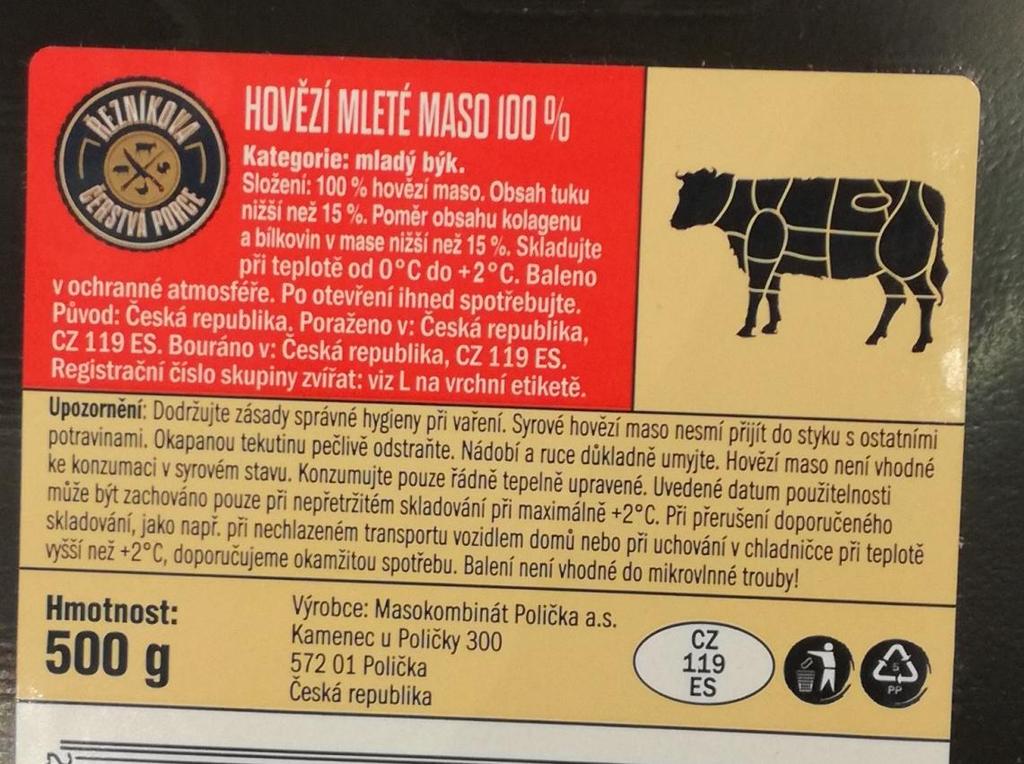 ŘEZNÍKOVA
ČERSTVÁ PORCE
HOVĚZÍ MLETÉ MASO 100 %
Kategorie: mladý býk.
Složení: 100 % hovězí maso. Obsah tuku
nižší než 15 %. Poměr obsahu kolagenu
a bílkovin v mase nižší než 15 %. Skladujte
při teplotě od 0°C do +2°C. Baleno
v ochranné atmosféře. Po otevření ihned spotřebujte.
Původ: Česká republika. Poraženo v: Česká republika,
CZ 119 ES. Bouráno v: Česká republika, CZ 119 ES.
Registrační číslo skupiny zvířat: viz L na vrchní etiketě.
Upozornění: Dodržujte zásady správné hygieny při vaření. Syrové hovězí maso nesmí přijít do styku s ostatními
potravinami. Okapanou tekutinu pečlivě odstraňte. Nádobí a ruce důkladně umyjte. Hovězí maso není vhodné
ke konzumaci v syrovém stavu. Konzumujte pouze řádně tepelně upravené. Uvedené datum použitelnosti
může být zachováno pouze při nepřetržitém skladování při maximálně +2°C. Při přerušení doporučeného
skladování, jako např. při nechlazeném transportu vozidlem domů nebo při uchování v chladničce při teplotě
vyšší než +2°C, doporučujeme okamžitou spotřebu. Balení není vhodné do mikrovlnné trouby!
Hmotnost:
500 g
Výrobce: Masokombinát Polička a.s.
Kamenec u Poličky 300
572 01 Polička
Česká republika
CZ
119
ES
5
PP